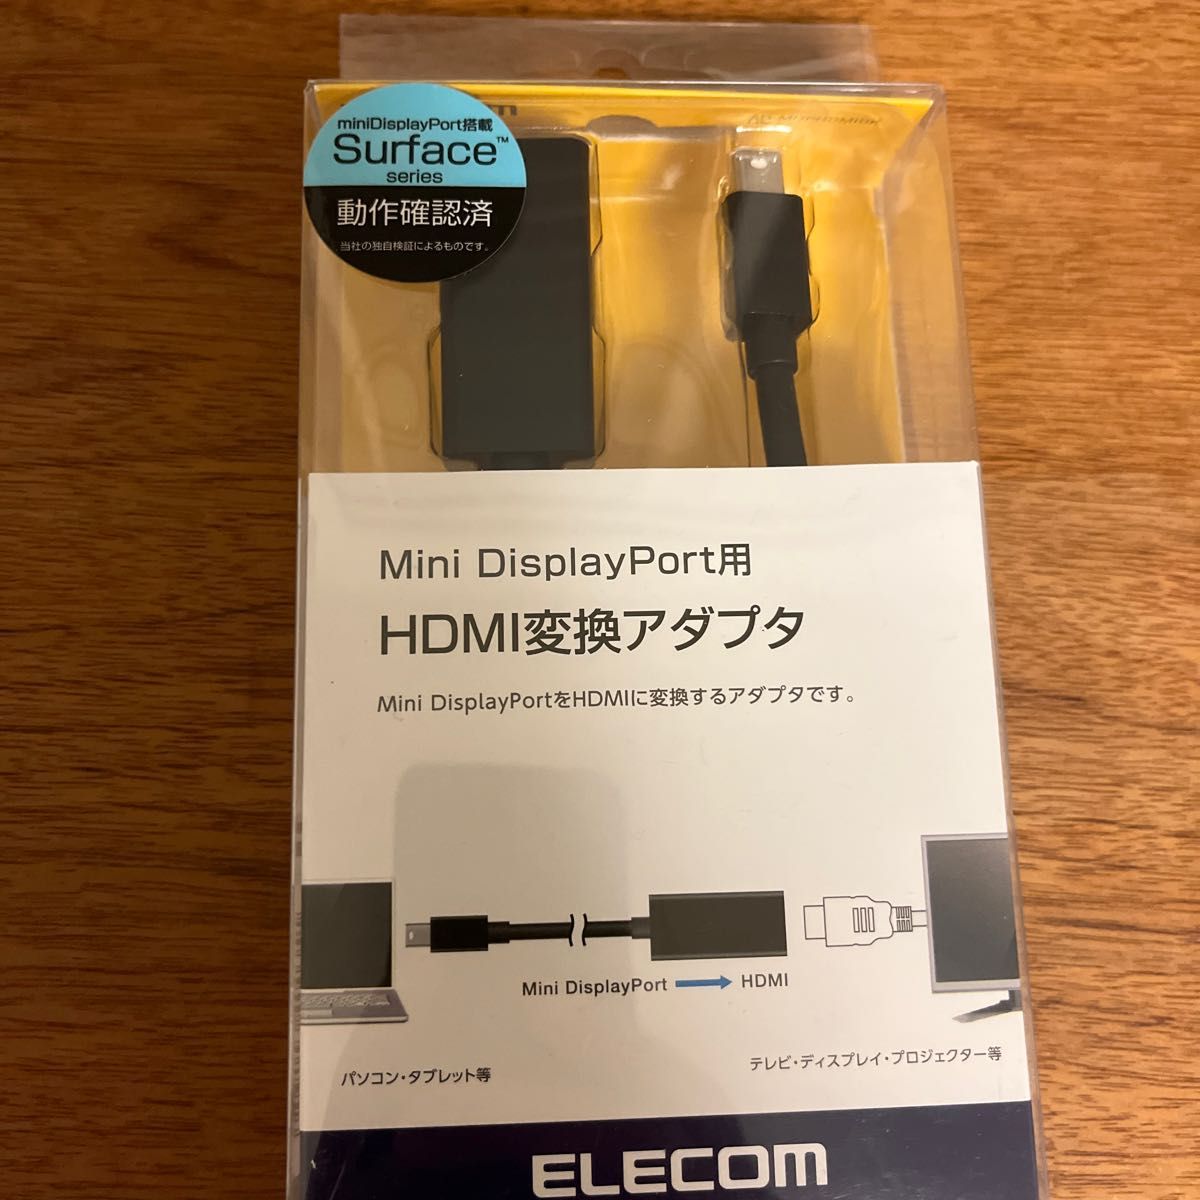 miniDisplayPort搭載
Surface™
series
動作確認済
当社の独自検証によるものです。
Mini DisplayPort用
HDMI変換アダプタ
Mini DisplayPortをHDMIに変換するアダプタです。
Mini DisplayPort → HDMI
パソコン・タブレット等
テレビ・ディスプレイ・プロジェクター等
ELECOM